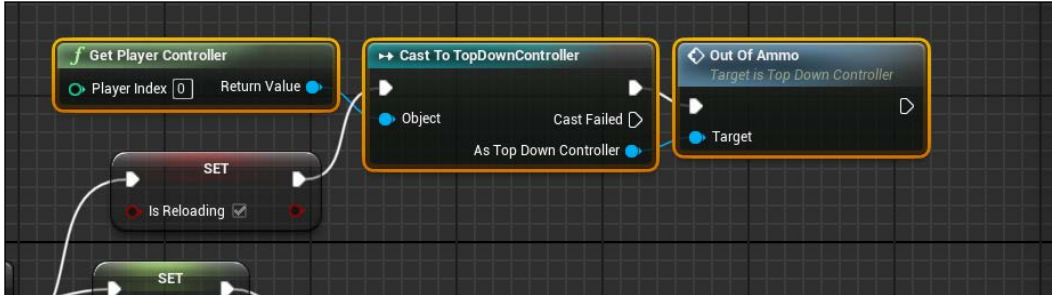 Get Player Controller
Player Index 0 Return Value
Cast To TopDownController
Object Cast Failed
As Top Down Controller
Out Of Ammo
Target is Top Down Controller
Target
SET
Is Reloading
SET